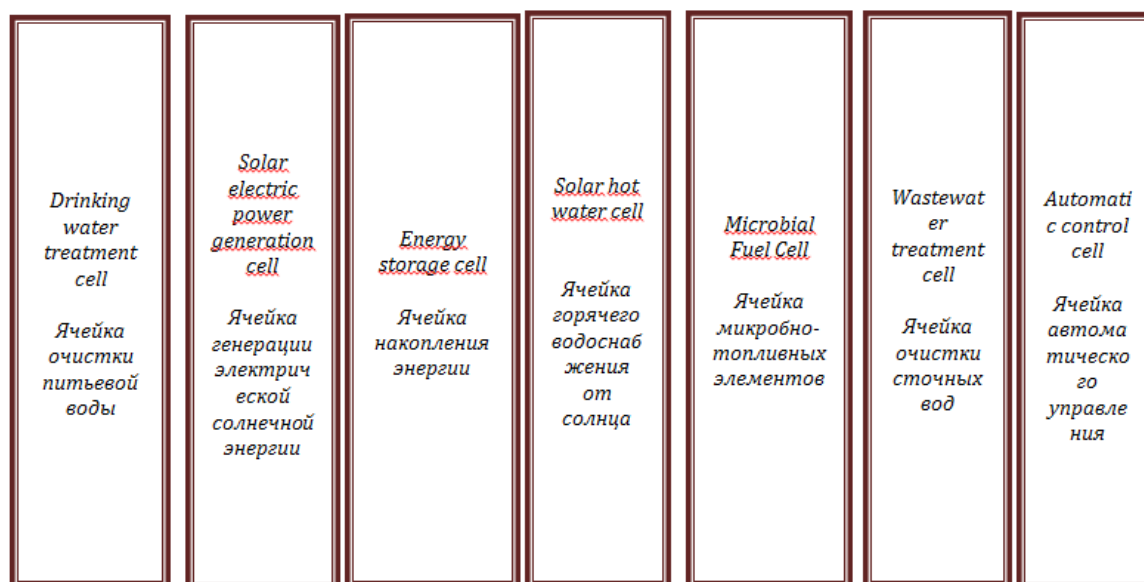 Drinking
water
treatment
cell
Ячейка
очистки
питьевой
воды
Solar
electric
power
generation
cell
Ячейка
генерации
электрич
еской
солнечной
энергии
Energy
storage cell
Ячейка
накопления
энергии
Solar hot
water cell
Ячейка
горячего
водоснаб
жения
от
солнца
Microbial
Fuel Cell
Ячейка
микробно-
топливных
элементов
Wastewat
er
treatment
cell
Ячейка
очистки
сточных
вод
Automati
c control
cell
Ячейка
автома
тическо
го
управле
ния